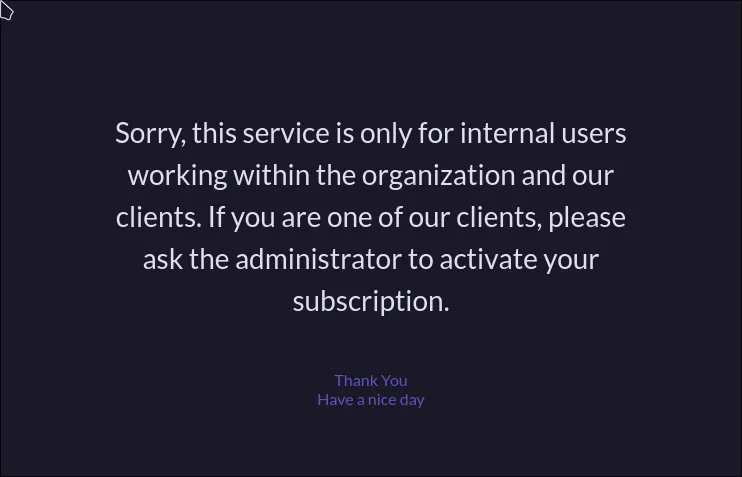 Sorry, this service is only for internal users
working within the organization and our
clients. If you are one of our clients, please
ask the administrator to activate your
subscription.
Thank You
Have a nice day